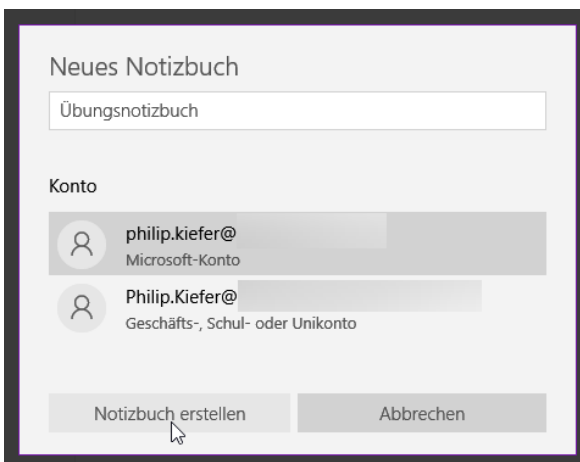 Neues Notizbuch
Übungsnotizbuch
Konto
philip.kiefer@
Microsoft-Konto
Philip.Kiefer@
Geschäfts-, Schul- oder Unikonto
Notizbuch erstellen
Abbrechen